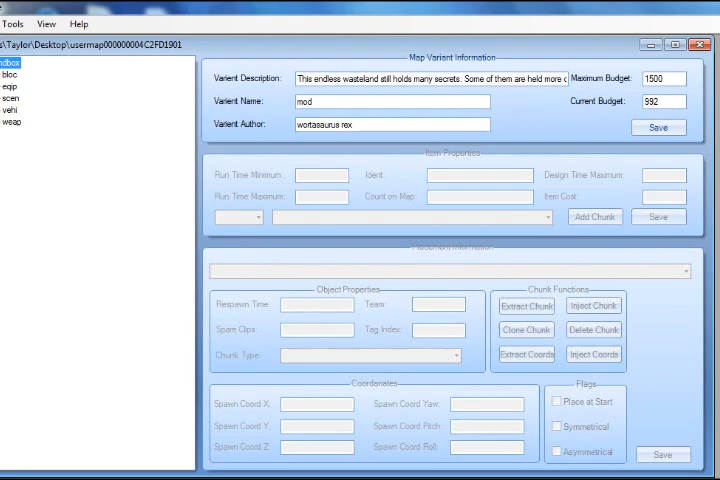 Tools View Help
s\Taylor\Desktop\usermap000000004C2FD1901
ndbox
bloc
eqip
scen
vehi
weap
Map Variant Information
Varient Description: This endless wasteland still holds many secrets. Some of them are held more d Maximum Budget: 1500
Varient Name: mod Current Budget: 992
Varient Author: wortasaurus rex Save
Item Properties
Run Time Minimum: Ident: Design Time Maximum:
Run Time Maximum: Count on Map: Item Cost:
Add Chunk Save
Placement Information
Object Properties
Respawn Time: Team:
Spare Clips: Tag Index:
Chunk Type:
Chunk Functions
Extract Chunk Inject Chunk
Clone Chunk Delete Chunk
Extract Coords Inject Coords
Coordanates
Spawn Coord X: Spawn Coord Yaw:
Spawn Coord Y: Spawn Coord Pitch:
Spawn Coord Z: Spawn Coord Roll:
Flags
Place at Start
Symmetrical
Asymmetrical
Save